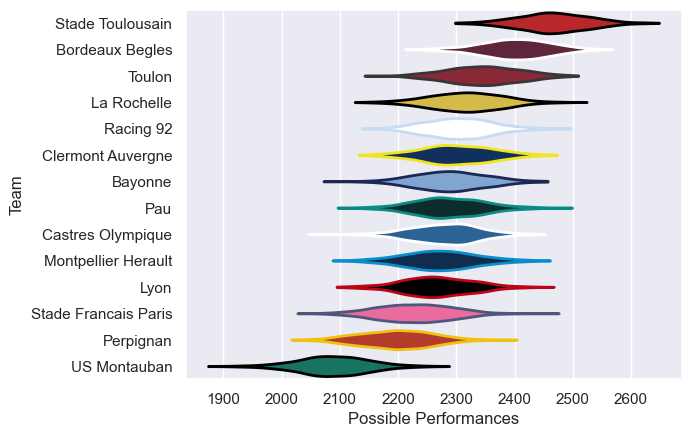 Stade Toulousain
Bordeaux Begles
Toulon
La Rochelle
Racing 92
Clermont Auvergne
Bayonne
Pau
Castres Olympique
Montpellier Herault
Lyon
Stade Francais Paris
Perpignan
US Montauban
Team
1900 2000 2100 2200 2300 2400 2500 2600
Possible Performances